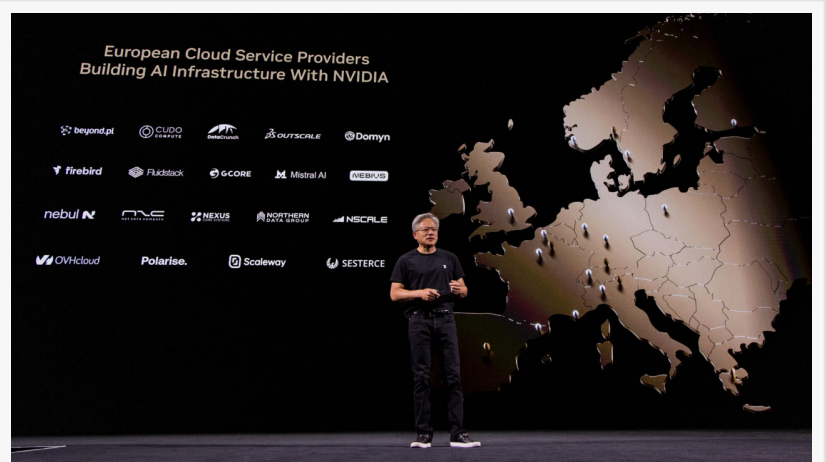 European Cloud Service Providers
Building AI Infrastructure With NVIDIA
beyond.pl
CUDO
COMPUTE
DataCrunch
OUTSCALE
Domyn
firebird
Fluidstack
GCORE
Mistral AI
NEBIUS
nebul
NEXUS
NORTHERN
DATA GROUP
NSCALE
OVHcloud
Polarise.
Scaleway
SESTERCE